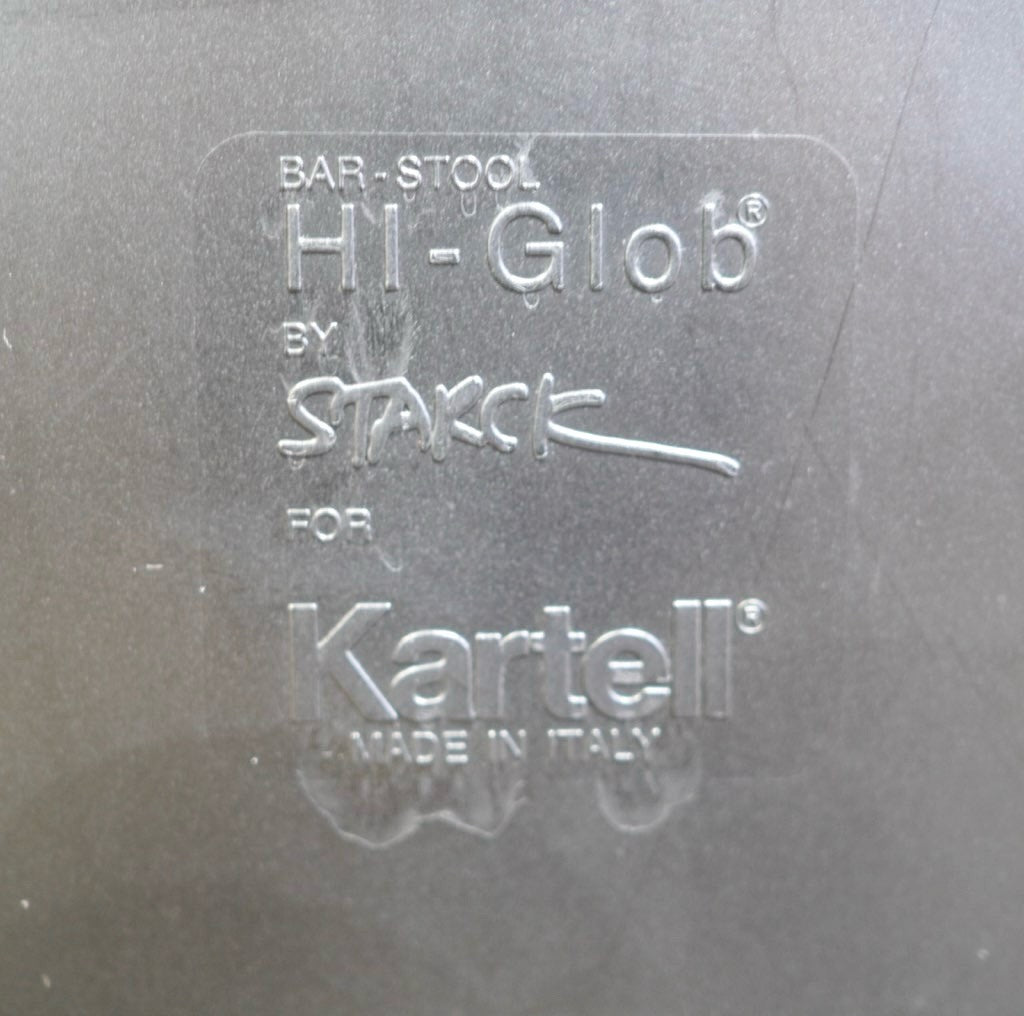 BAR-STOOL
HI-Glob®
BY
STARCK
FOR
Kartell®
MADE IN ITALY